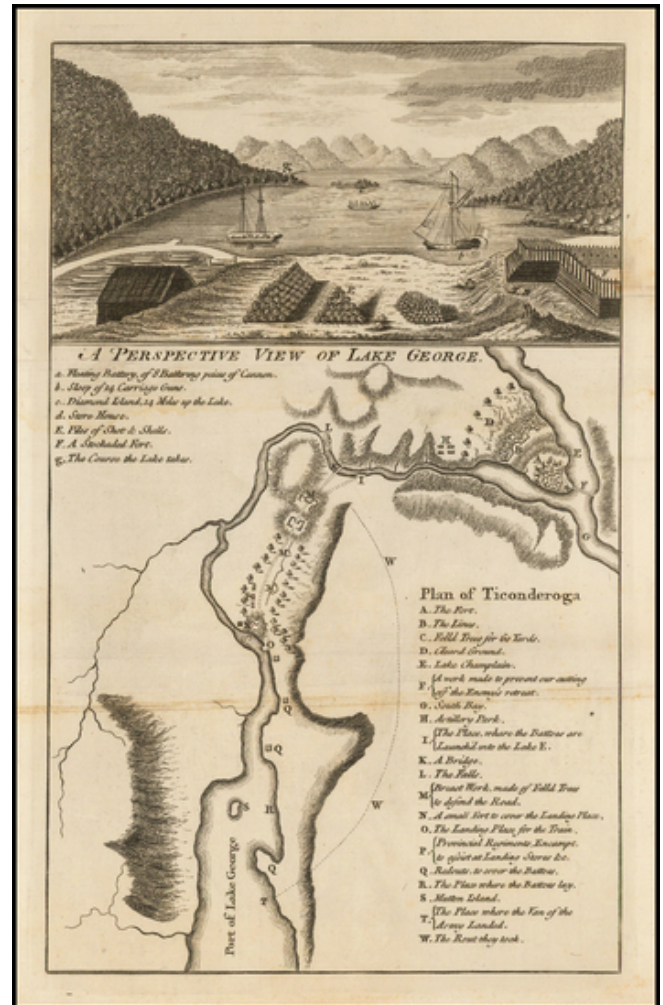 A PERSPECTIVE VIEW OF LAKE GEORGE.
a. Floating Battery, of 8 Battering peices of Cannon.
b. Sloop of 14 Carriage Guns.
c. Diamond Island, 14 Miles up the Lake.
d. Store House.
E. Piles of Shot & Shells.
F. A Stockaded Fort.
g. The Course the Lake takes.
L
I
H
D
E
F
G
W
M
O
Q
Q
S
R
W
Q
T
Part of Lake George
Plan of Ticonderoga
A. The Fort.
B. The Lines.
C. Felld Trees for 60 Yards.
D. Cleard Ground.
E. Lake Champlain.
F. A work made to prevent our cutting
off the Enemy's retreat.
G. South Bay.
H. Artillery Park.
I. The Place, where the Battoes are
Launch'd into the Lake E.
K. A Bridge.
L. The Falls.
M. Breast Work, made of Felld Trees
to defend the Road.
N. A small Fort to cover the Landing Place.
O. The Landing Place for the Train.
P. Provincial Regiments, Encampt.
to assist at Landing Stores &c.
Q. Redouts, to cover the Battoes.
R. The Place where the Battoes lay.
S. Mutton Island.
T. The Place where the Van of the
Army Landed.
W. The Rout they took.